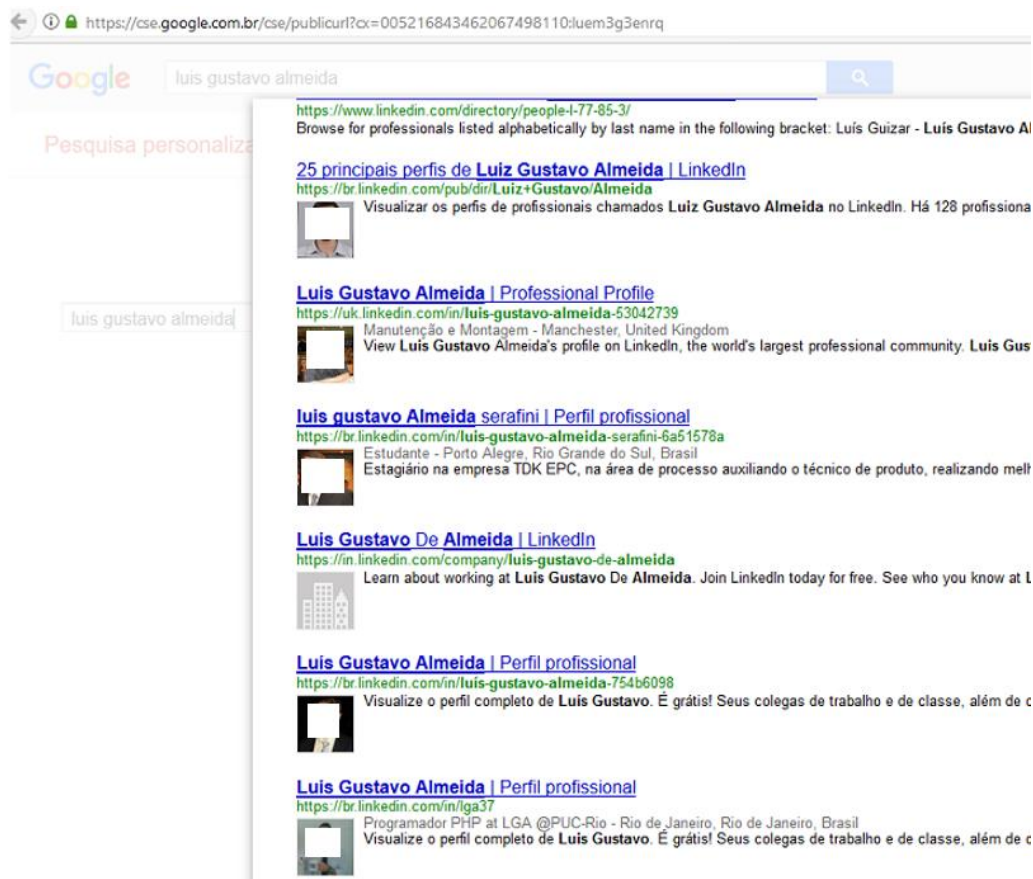 https://cse.google.com.br/cse/publicurl?cx=005216843462067498110:luem3g3enrq
Google luis gustavo almeida
Pesquisa personaliza
https://www.linkedin.com/directory/people-l-77-85-3/
Browse for professionals listed alphabetically by last name in the following bracket: Luís Guizar - Luís Gustavo Al
25 principais perfis de Luiz Gustavo Almeida | LinkedIn
https://br.linkedin.com/pub/dir/Luiz+Gustavo/Almeida
Visualizar os perfis de profissionais chamados Luiz Gustavo Almeida no LinkedIn. Há 128 profissiona
Luis Gustavo Almeida | Professional Profile
https://uk.linkedin.com/in/luis-gustavo-almeida-53042739
luis gustavo almeida
Manutenção e Montagem - Manchester, United Kingdom
View Luis Gustavo Almeida's profile on LinkedIn, the world's largest professional community. Luis Gus
luis gustavo Almeida serafini | Perfil profissional
https://br.linkedin.com/in/luis-gustavo-almeida-serafini-6a51578a
Estudante - Porto Alegre, Rio Grande do Sul, Brasil
Estagiário na empresa TDK EPC, na área de processo auxiliando o técnico de produto, realizando melh
Luis Gustavo De Almeida | LinkedIn
https://in.linkedin.com/company/luis-gustavo-de-almeida
Learn about working at Luis Gustavo De Almeida. Join LinkedIn today for free. See who you know at L
Luís Gustavo Almeida | Perfil profissional
https://br.linkedin.com/in/luís-gustavo-almeida-754b6098
Visualize o perfil completo de Luís Gustavo. É grátis! Seus colegas de trabalho e de classe, além de c
Luis Gustavo Almeida | Perfil profissional
https://br.linkedin.com/in/lga37
Programador PHP at LGA @PUC-Rio - Rio de Janeiro, Rio de Janeiro, Brasil
Visualize o perfil completo de Luis Gustavo. É grátis! Seus colegas de trabalho e de classe, além de c